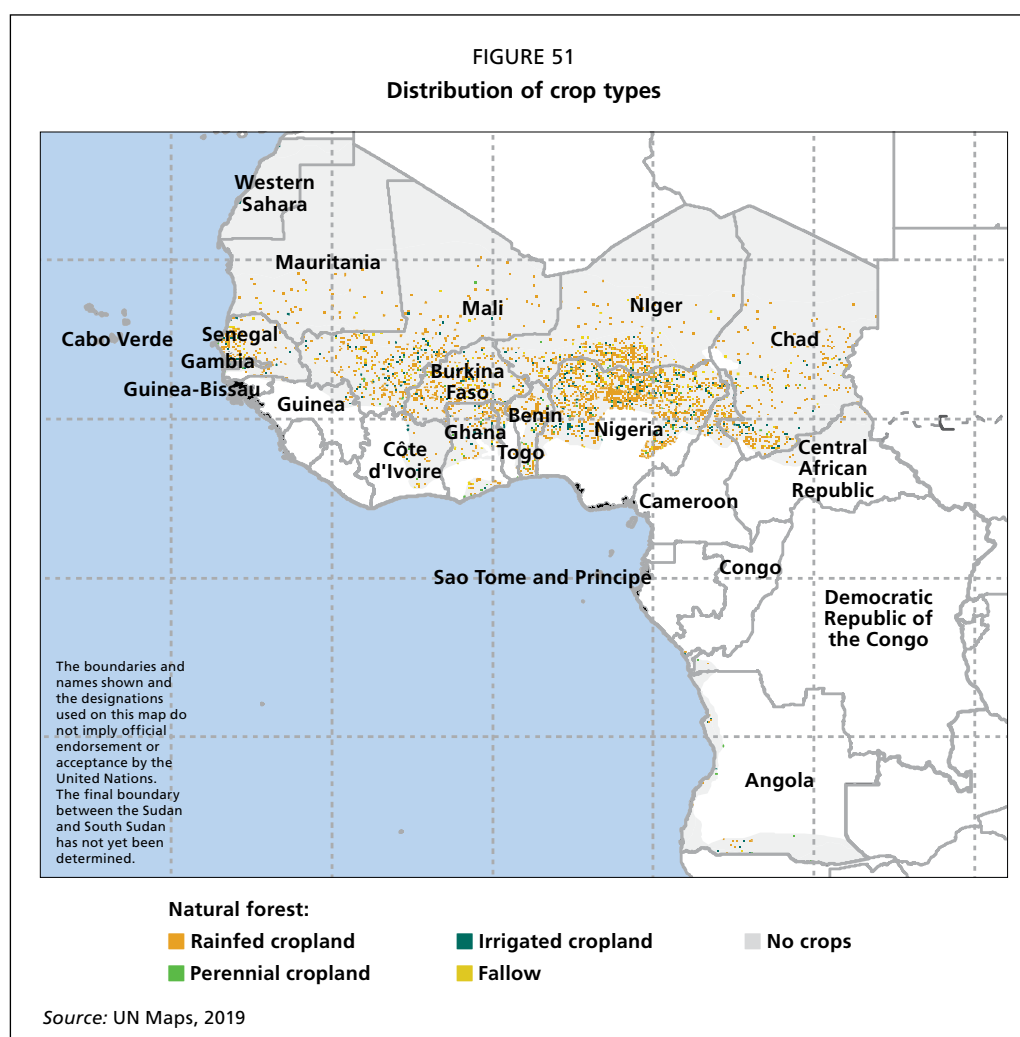 FIGURE 51
Distribution of crop types
Western
Sahara
Mauritania
Mali
NIger
Chad
Cabo Verde
Senegal
Gambia
Guinea-Bissau
Guinea
Burkina
Faso
Benin
Nigeria
Ghana
Togo
Côte
d'Ivoire
Central
African
Republic
Cameroon
Sao Tome and Principe
Congo
Democratic
Republic of
the Congo
Angola
The boundaries and
names shown and
the designations
used on this map do
not imply official
endorsement or
acceptance by the
United Nations.
The final boundary
between the Sudan
and South Sudan
has not yet been
determined.
Natural forest:
Rainfed cropland
Irrigated cropland
No crops
Perennial cropland
Fallow
Source: UN Maps, 2019